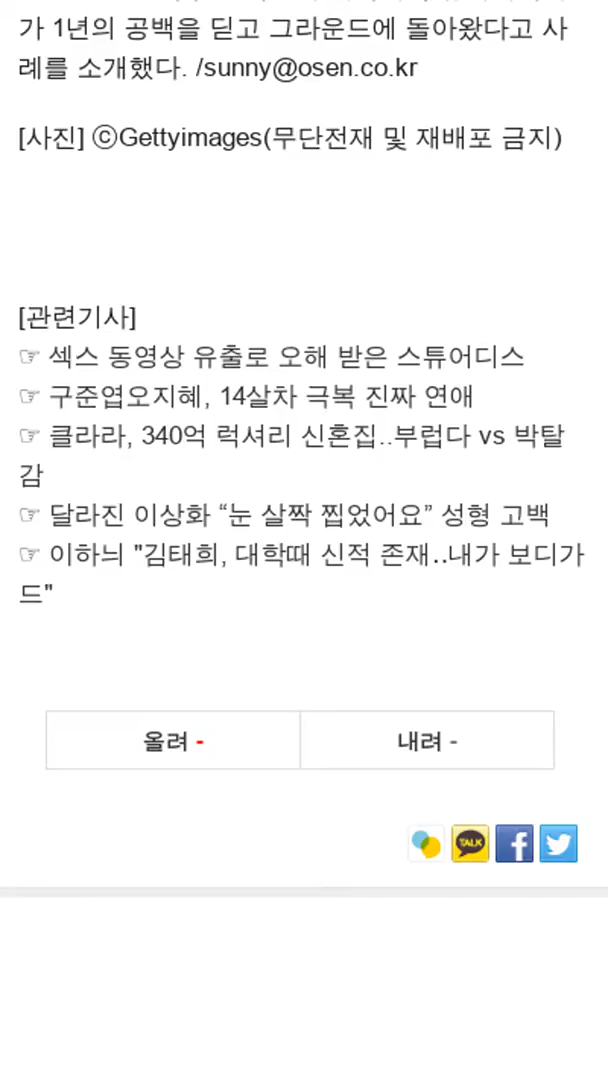 가 1년의 공백을 딛고 그라운드에 돌아왔다고 사
례를 소개했다. /sunny@osen.co.kr
[사진] ⓒGettyimages(무단전재 및 재배포 금지)
[관련기사]
☞ 섹스 동영상 유출로 오해 받은 스튜어디스
☞ 구준엽오지혜, 14살차 극복 진짜 연애
☞ 클라라, 340억 럭셔리 신혼집..부럽다 vs 박탈
감
☞ 달라진 이상화 “눈 살짝 찝었어요” 성형 고백
☞ 이하늬 "김태희, 대학때 신적 존재..내가 보디가
드"
올려 -
내려 -
TALK